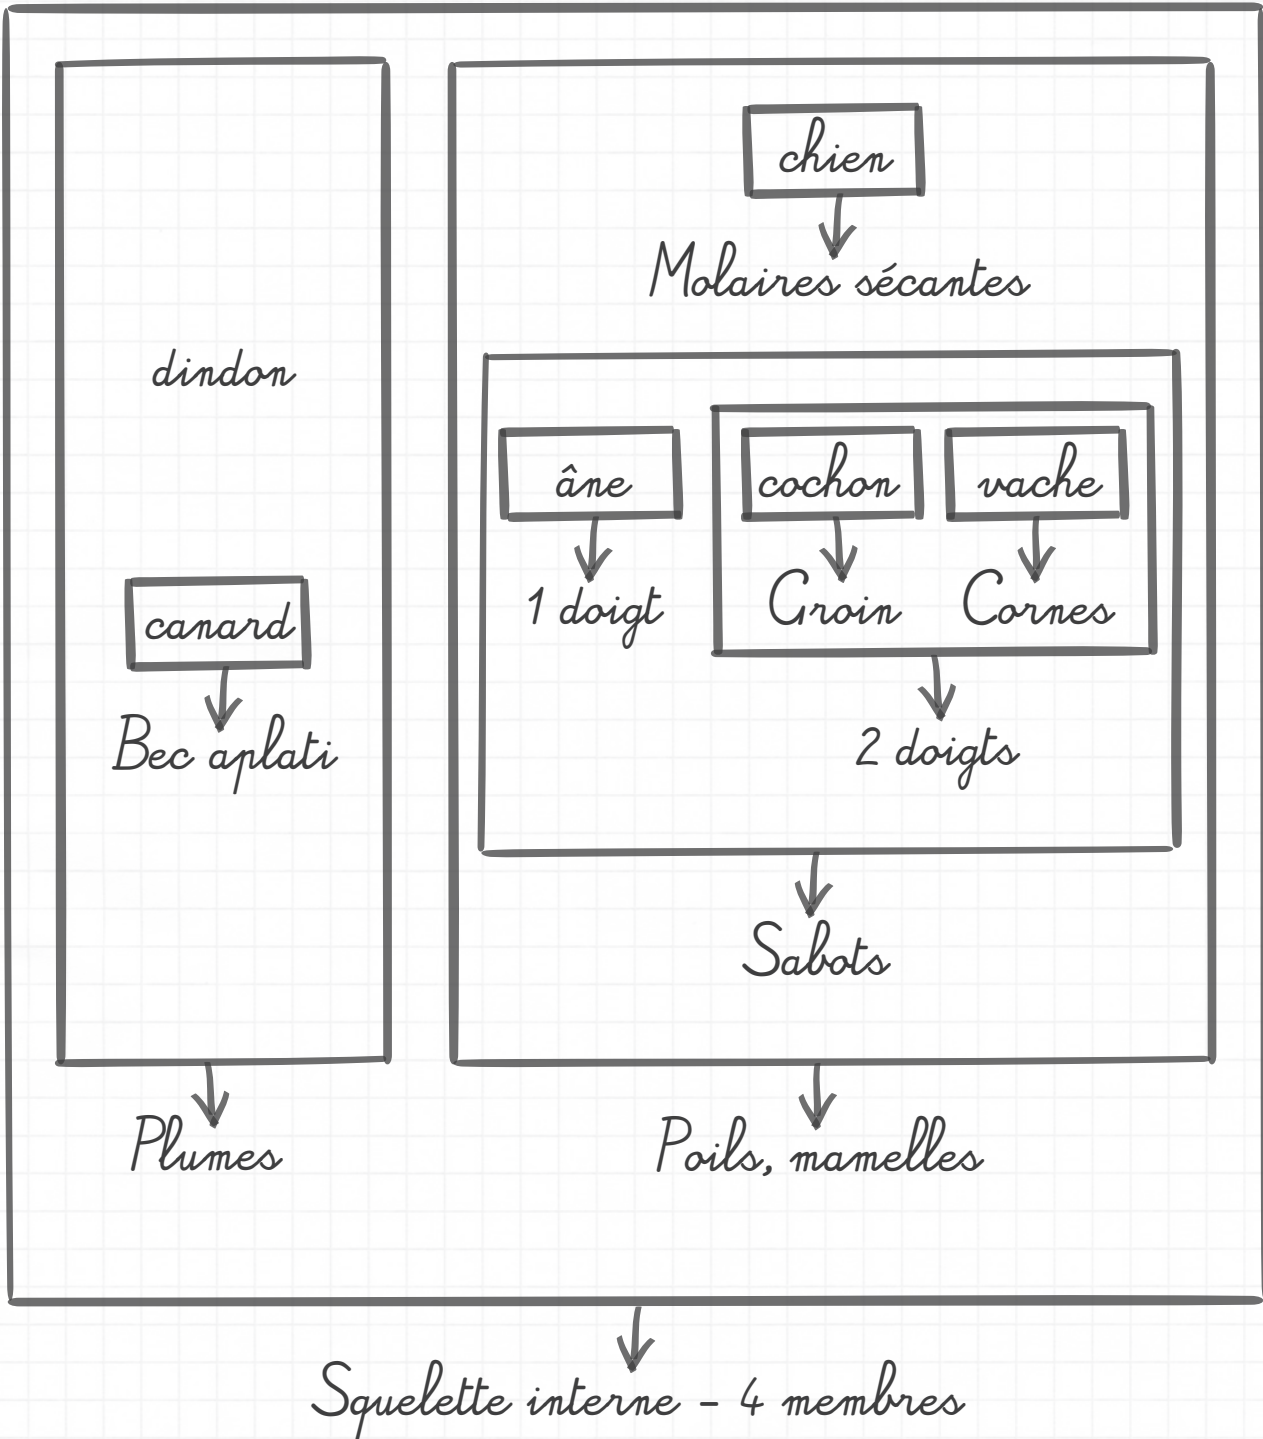 chien
Molaires sécantes
dindon
âne
cochon
vache
1 doigt
Groin
Cornes
canard
Bec aplati
2 doigts
Sabots
Plumes
Poils, mamelles
Squelette interne - 4 membres